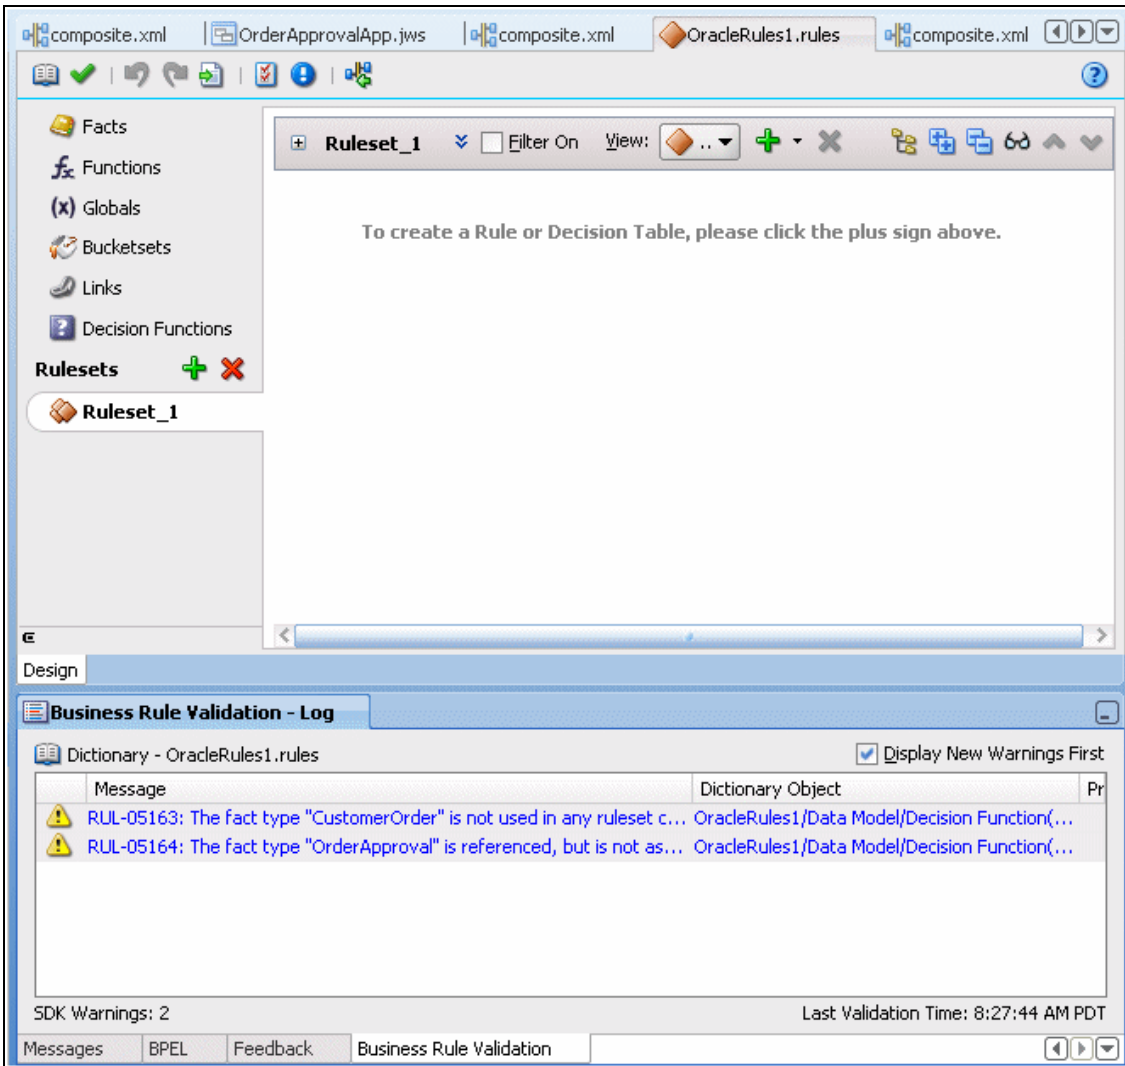 composite.xml OrderApprovalApp.jws composite.xml OracleRules1.rules composite.xml
Facts
Ruleset_1 Filter On View: ..
fx Functions
(x) Globals
To create a Rule or Decision Table, please click the plus sign above.
Bucketsets
Links
Decision Functions
Rulesets
Ruleset_1
Design
Business Rule Validation - Log
Dictionary - OracleRules1.rules Display New Warnings First
Message Dictionary Object Pr
RUL-05163: The fact type "CustomerOrder" is not used in any ruleset c... OracleRules1/Data Model/Decision Function(...
RUL-05164: The fact type "OrderApproval" is referenced, but is not as... OracleRules1/Data Model/Decision Function(...
SDK Warnings: 2 Last Validation Time: 8:27:44 AM PDT
Messages BPEL Feedback Business Rule Validation